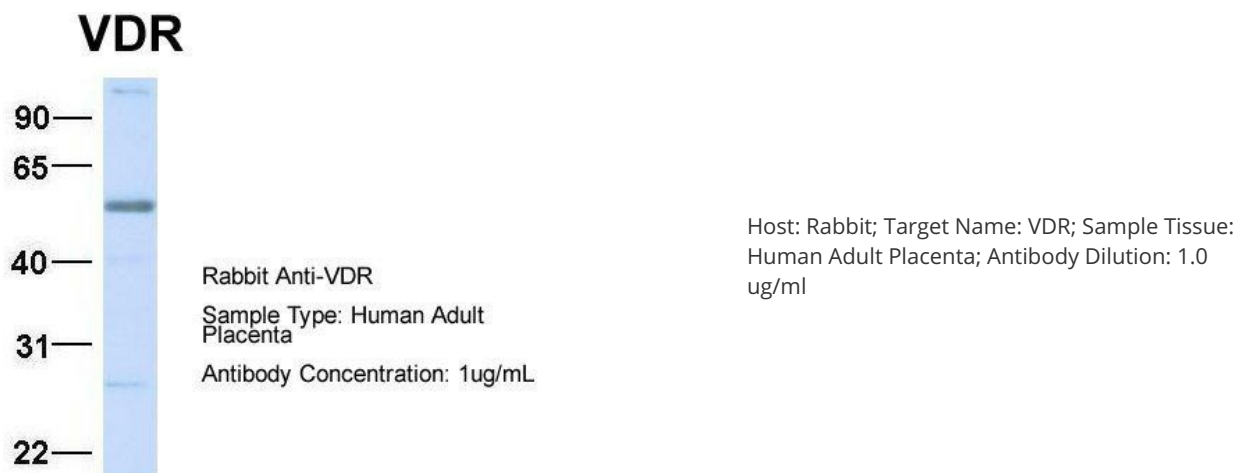 VDR
90
65
40
31
22
Rabbit Anti-VDR
Sample Type: Human Adult
Placenta
Antibody Concentration: 1ug/mL
Host: Rabbit; Target Name: VDR; Sample Tissue:
Human Adult Placenta; Antibody Dilution: 1.0
ug/ml